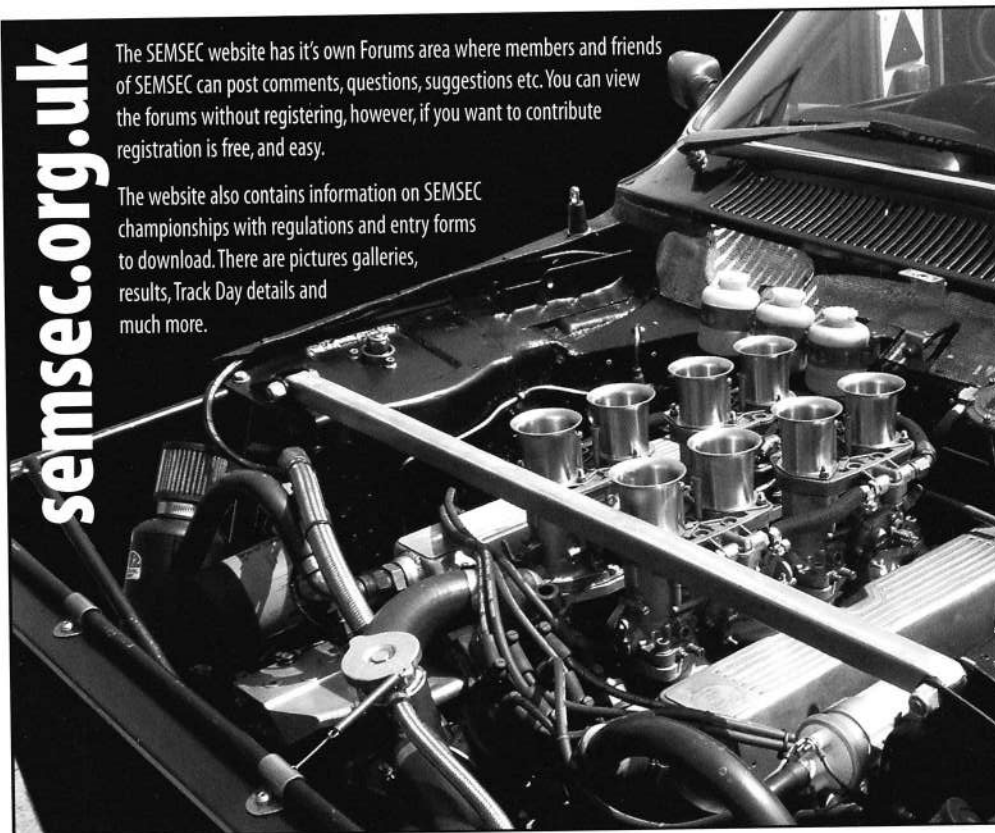 semsec.org.uk
The SEMSEC website has it's own Forums area where members and friends
of SEMSEC can post comments, questions, suggestions etc. You can view
the forums without registering, however, if you want to contribute
registration is free, and easy.
The website also contains information on SEMSEC
championships with regulations and entry forms
to download. There are pictures galleries,
results, Track Day details and
much more.